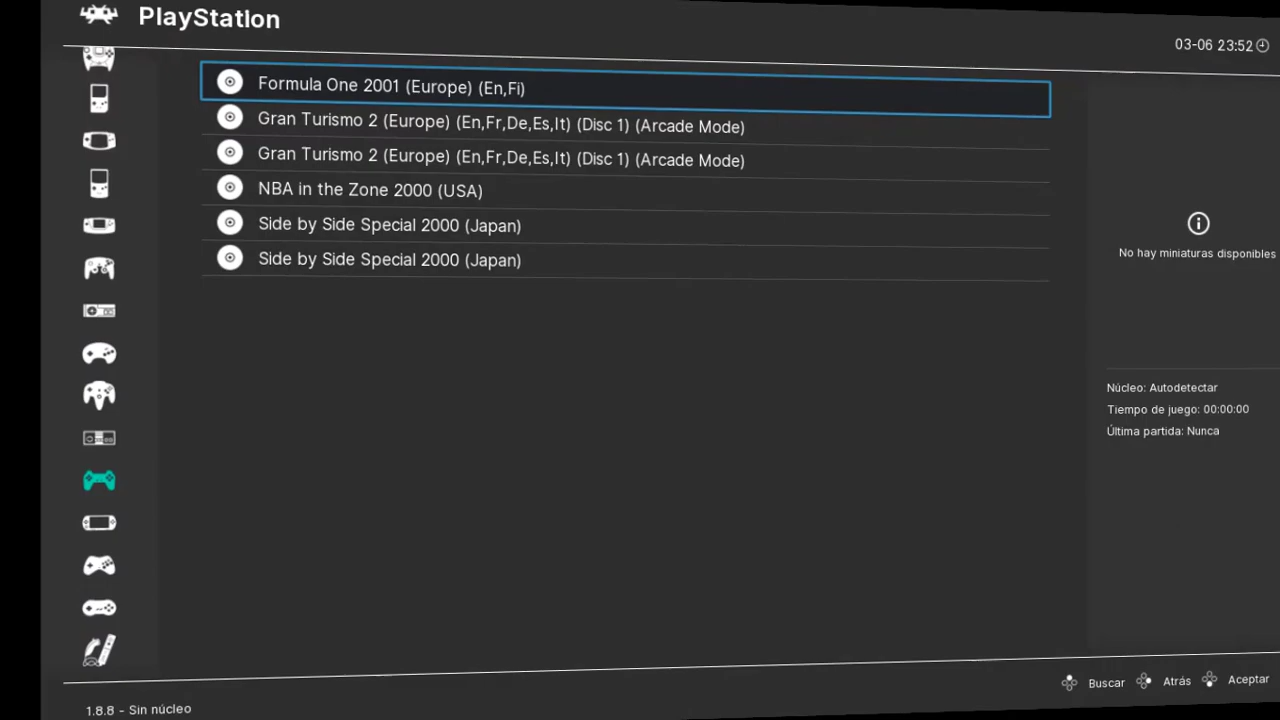 PlayStation
03-06 23:52
Formula One 2001 (Europe) (En,Fi)
Gran Turismo 2 (Europe) (En,Fr,De,Es,It) (Disc 1) (Arcade Mode)
Gran Turismo 2 (Europe) (En,Fr,De,Es,It) (Disc 1) (Arcade Mode)
NBA in the Zone 2000 (USA)
Side by Side Special 2000 (Japan)
Side by Side Special 2000 (Japan)
No hay miniaturas disponibles
Núcleo: Autodetectar
Tiempo de juego: 00:00:00
Última partida: Nunca
Buscar Atrás Aceptar
1.8.8 - Sin núcleo